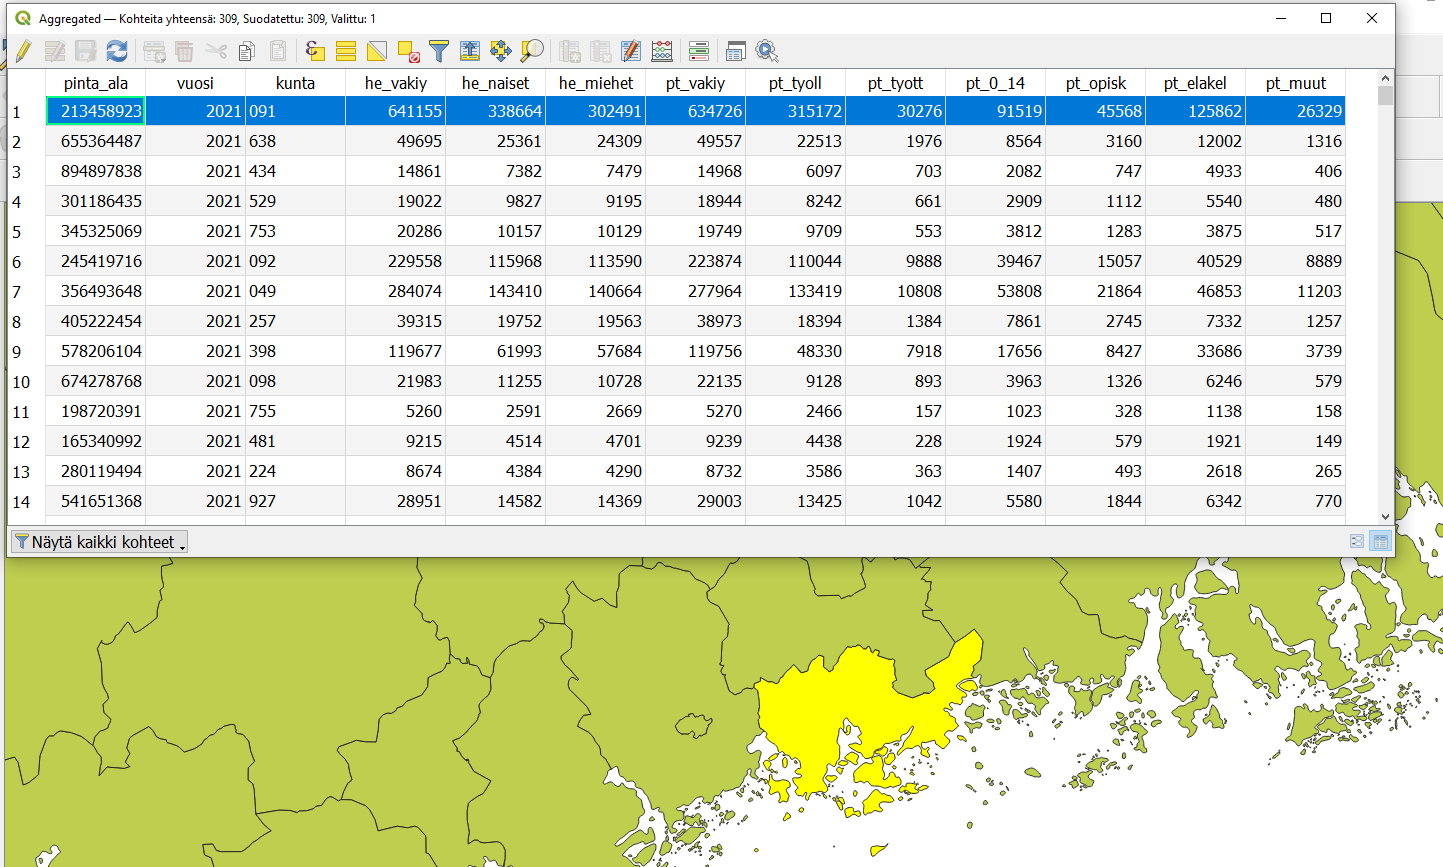 Aggregated — Kohteita yhteensä: 309, Suodatettu: 309, Valittu: 1
pinta_ala vuosi kunta he_vakiy he_naiset he_miehet pt_vakiy pt_tyoll pt_tyott pt_0_14 pt_opisk pt_elakel pt_muut
1 213458923 2021 091 641155 338664 302491 634726 315172 30276 91519 45568 125862 26329
2 655364487 2021 638 49695 25361 24309 49557 22513 1976 8564 3160 12002 1316
3 894897838 2021 434 14861 7382 7479 14968 6097 703 2082 747 4933 406
4 301186435 2021 529 19022 9827 9195 18944 8242 661 2909 1112 5540 480
5 345325069 2021 753 20286 10157 10129 19749 9709 553 3812 1283 3875 517
6 245419716 2021 092 229558 115968 113590 223874 110044 9888 39467 15057 40529 8889
7 356493648 2021 049 284074 143410 140664 277964 133419 10808 53808 21864 46853 11203
8 405222454 2021 257 39315 19752 19563 38973 18394 1384 7861 2745 7332 1257
9 578206104 2021 398 119677 61993 57684 119756 48330 7918 17656 8427 33686 3739
10 674278768 2021 098 21983 11255 10728 22135 9128 893 3963 1326 6246 579
11 198720391 2021 755 5260 2591 2669 5270 2466 157 1023 328 1138 158
12 165340992 2021 481 9215 4514 4701 9239 4438 228 1924 579 1921 149
13 280119494 2021 224 8674 4384 4290 8732 3586 363 1407 493 2618 265
14 541651368 2021 927 28951 14582 14369 29003 13425 1042 5580 1844 6342 770
Näytä kaikki kohteet